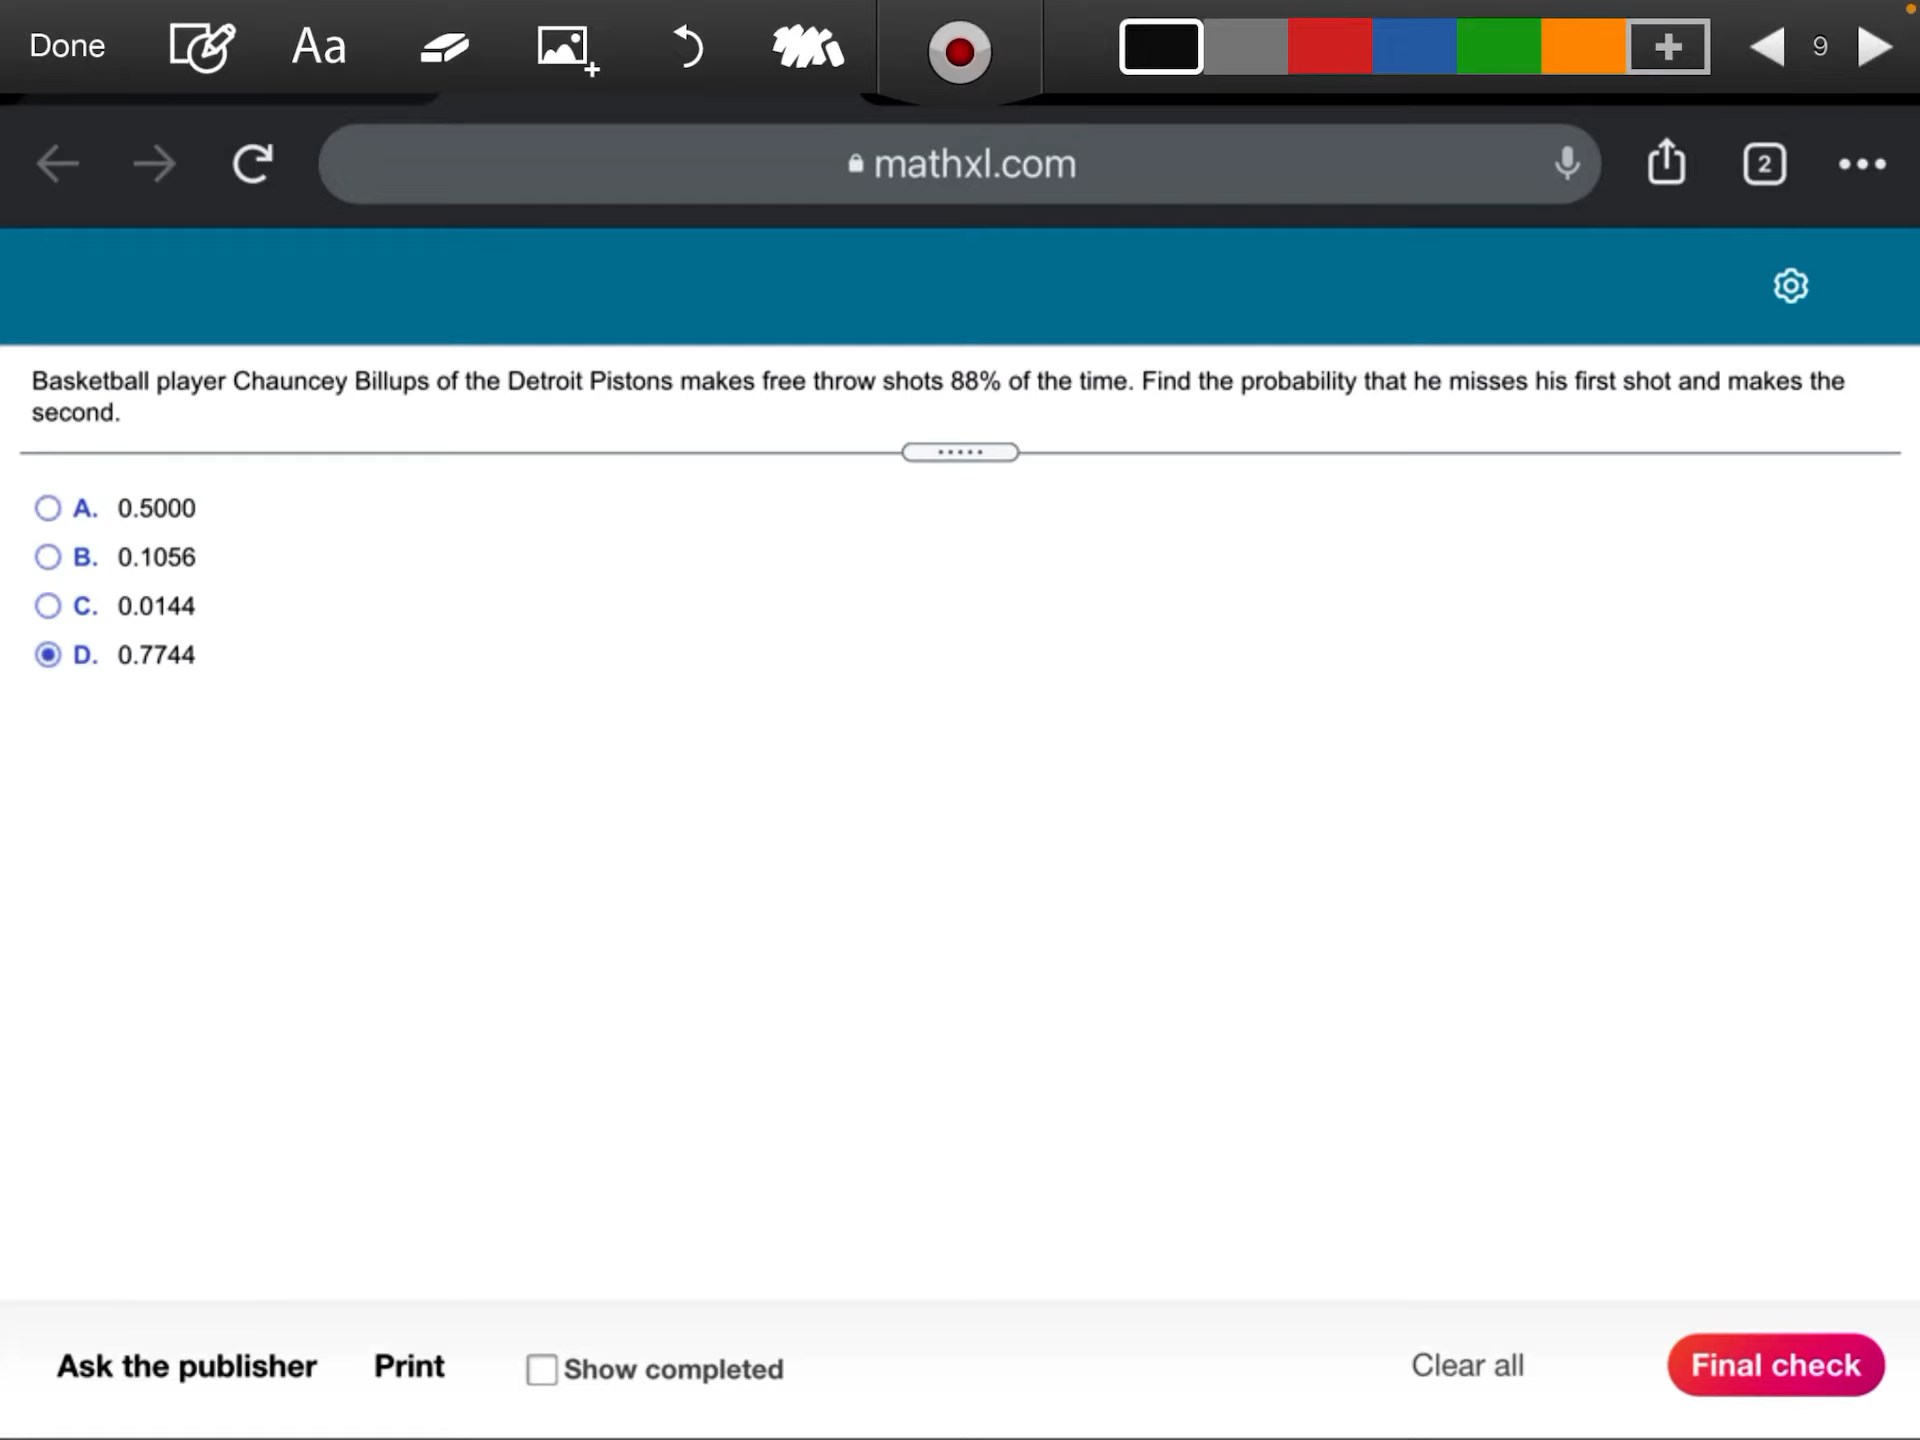 Done
Aa
9
mathxl.com
2
Basketball player Chauncey Billups of the Detroit Pistons makes free throw shots 88% of the time. Find the probability that he misses his first shot and makes the
second.
A. 0.5000
B. 0.1056
C. 0.0144
D. 0.7744
Ask the publisher
Print
Show completed
Clear all
Final check